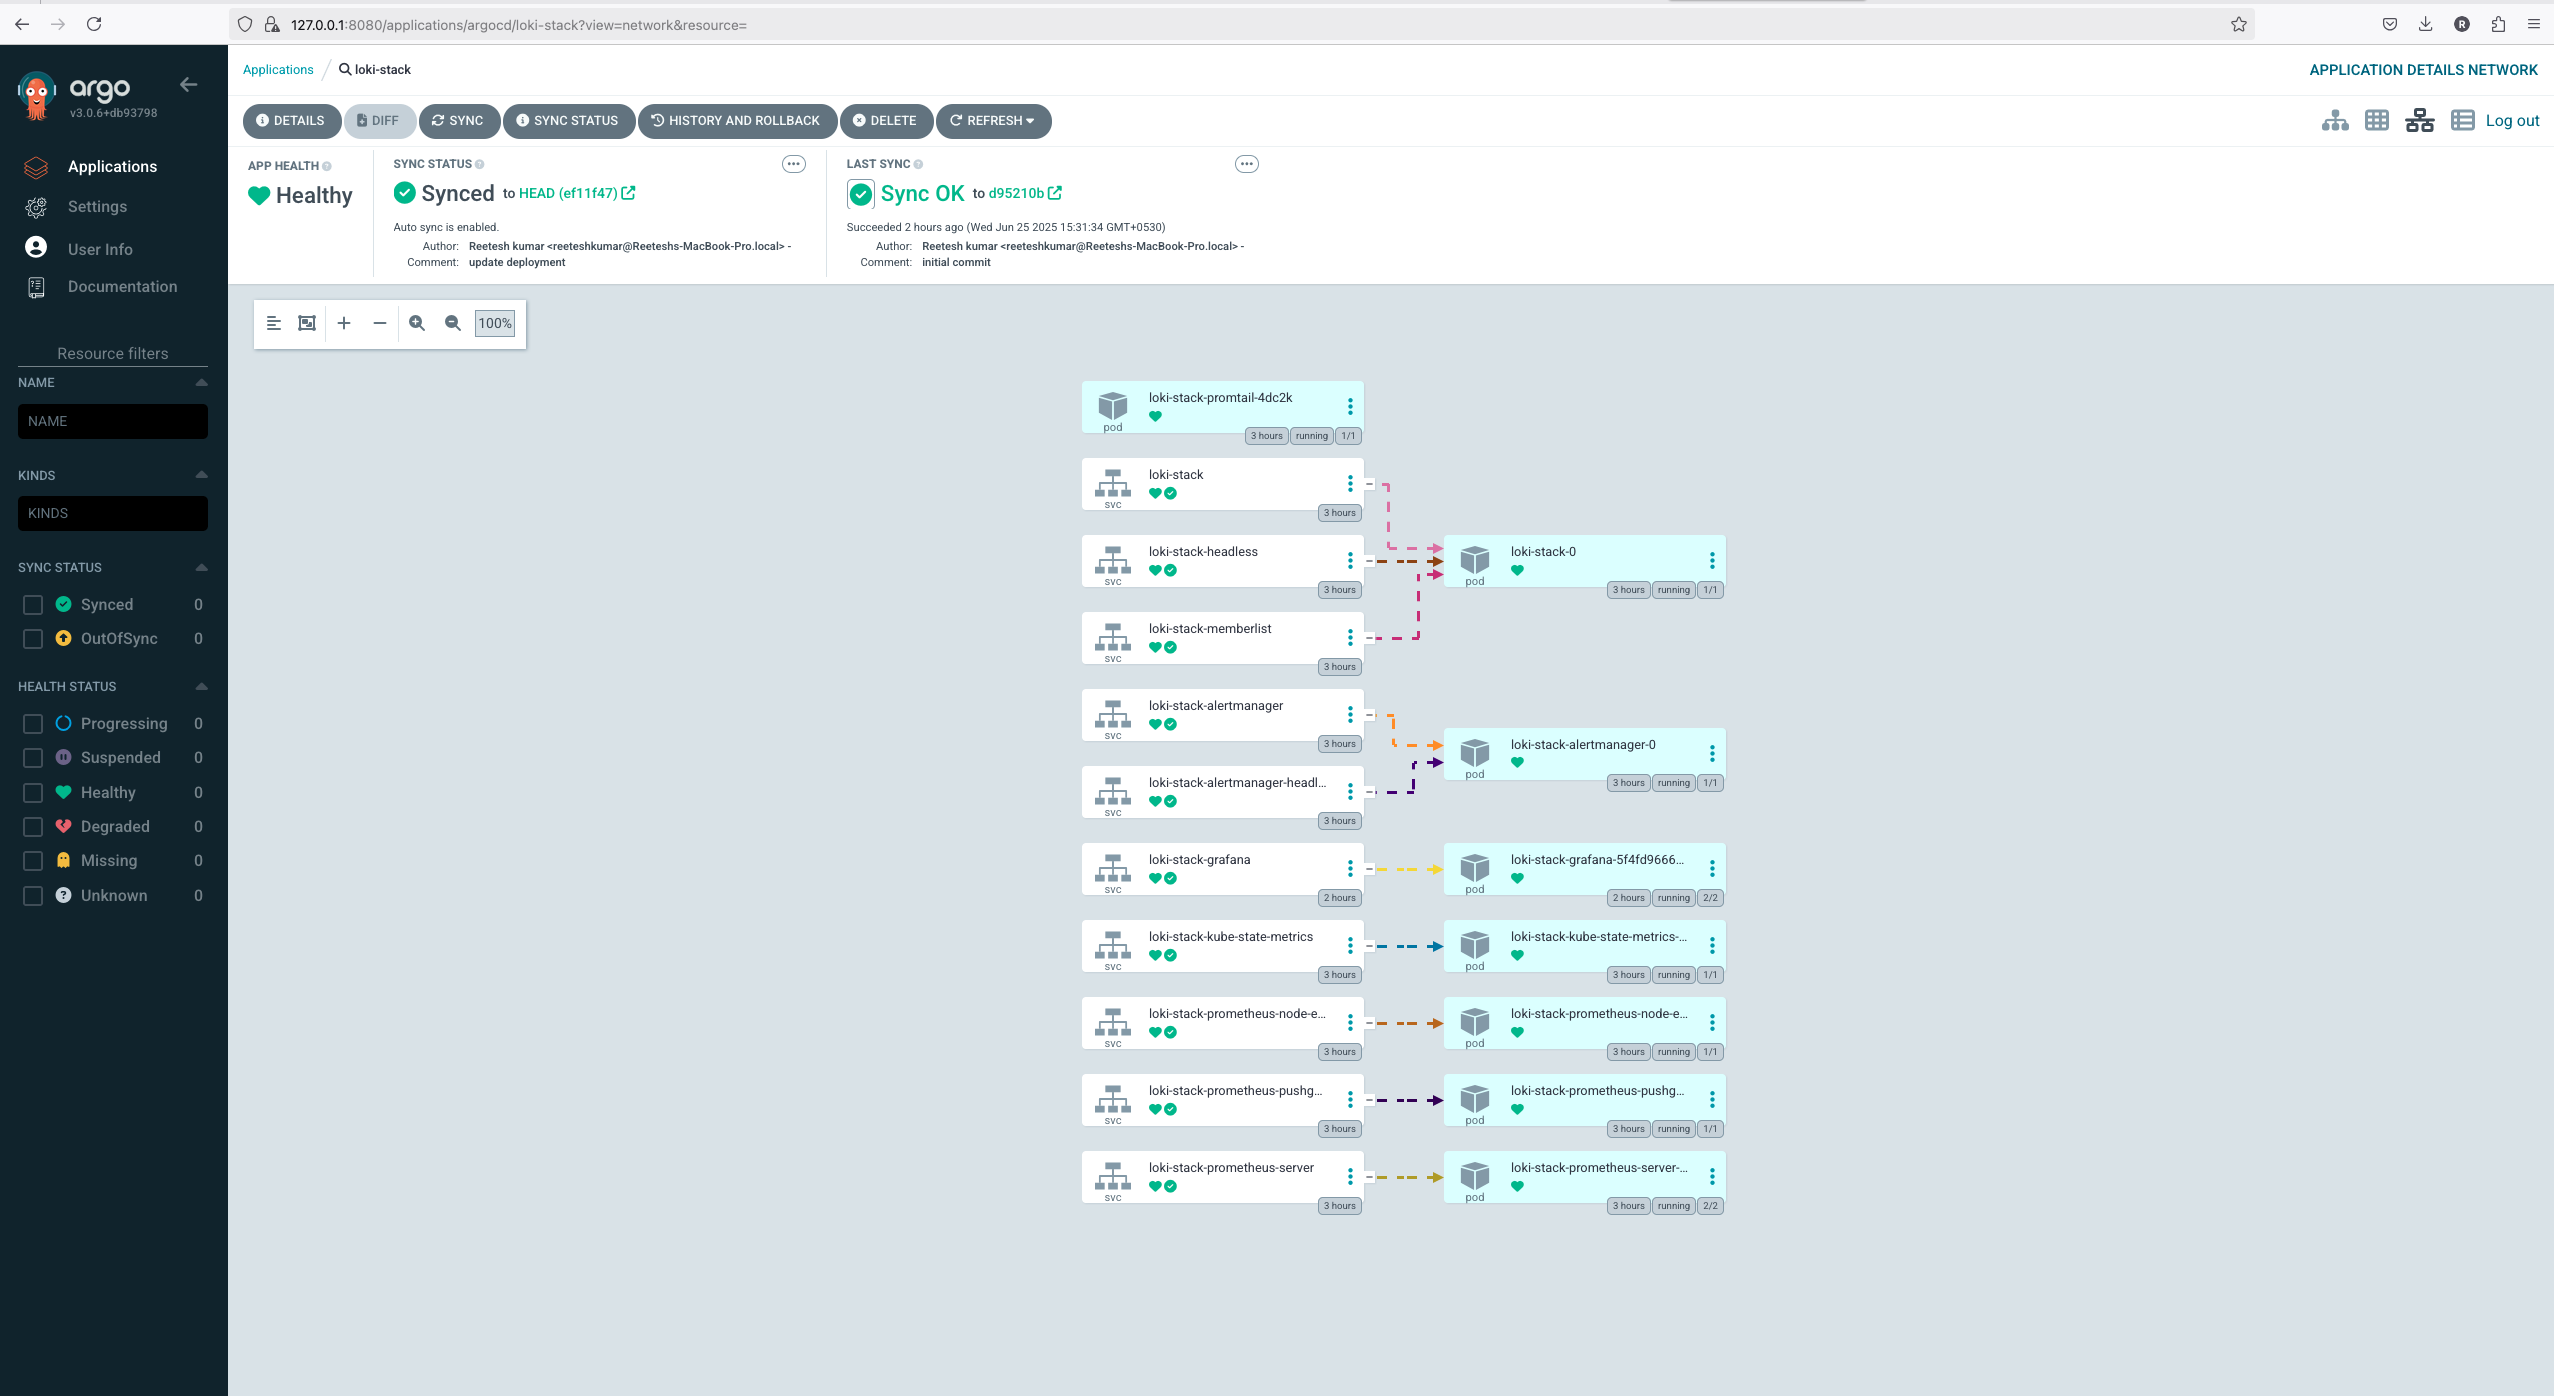 127.0.0.1:8080/applications/argocd/loki-stack?view=network&resource=
R
argo
v3.0.6+db93798
Applications
Settings
User Info
Documentation
Resource filters
NAME
NAME
KINDS
KINDS
SYNC STATUS
Synced 0
OutOfSync 0
HEALTH STATUS
Progressing 0
Suspended 0
Healthy 0
Degraded 0
Missing 0
Unknown 0
Applications / loki-stack
APPLICATION DETAILS NETWORK
DETAILS DIFF SYNC SYNC STATUS HISTORY AND ROLLBACK DELETE REFRESH
Log out
APP HEALTH
Healthy
SYNC STATUS
Synced to HEAD (ef11f47)
Auto sync is enabled.
Author: Reetesh kumar <reeteshkumar@Reeteshs-MacBook-Pro.local> -
Comment: update deployment
LAST SYNC
Sync OK to d95210b
Succeeded 2 hours ago (Wed Jun 25 2025 15:31:34 GMT+0530)
Author: Reetesh kumar <reeteshkumar@Reeteshs-MacBook-Pro.local> -
Comment: initial commit
100%
loki-stack-promtail-4dc2k
pod
3 hours running 1/1
loki-stack
svc
3 hours
loki-stack-headless
svc
3 hours
loki-stack-0
pod
3 hours running 1/1
loki-stack-memberlist
svc
3 hours
loki-stack-alertmanager
svc
3 hours
loki-stack-alertmanager-0
pod
3 hours running 1/1
loki-stack-alertmanager-headl...
svc
3 hours
loki-stack-grafana
svc
2 hours
loki-stack-grafana-5f4fd9666...
pod
2 hours running 2/2
loki-stack-kube-state-metrics
svc
3 hours
loki-stack-kube-state-metrics-...
pod
3 hours running 1/1
loki-stack-prometheus-node-e...
svc
3 hours
loki-stack-prometheus-node-e...
pod
3 hours running 1/1
loki-stack-prometheus-pushg...
svc
3 hours
loki-stack-prometheus-pushg...
pod
3 hours running 1/1
loki-stack-prometheus-server
svc
3 hours
loki-stack-prometheus-server-...
pod
3 hours running 2/2